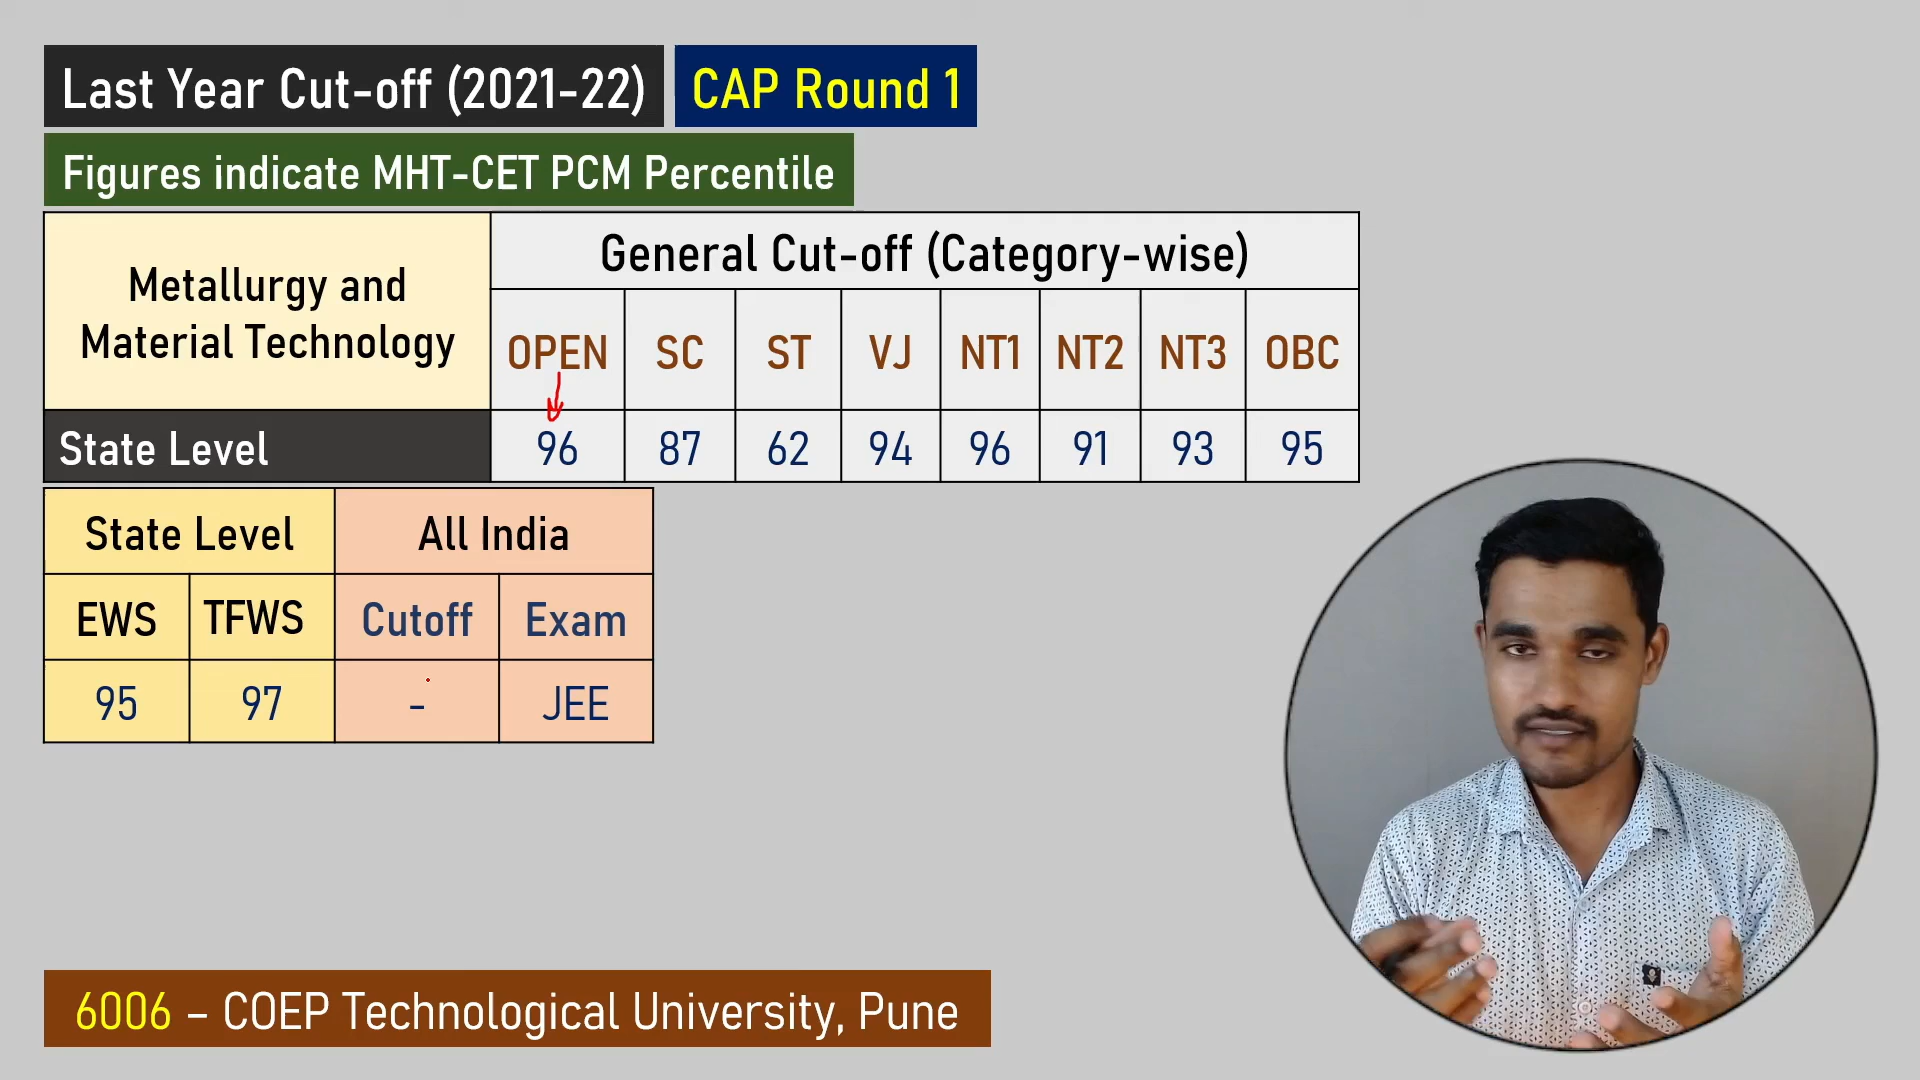 Last Year Cut-off (2021-22) CAP Round 1
Figures indicate MHT-CET PCM Percentile
Metallurgy and
Material Technology
General Cut-off (Category-wise)
OPEN SC ST VJ NT1 NT2 NT3 OBC
State Level 96 87 62 94 96 91 93 95
State Level All India
EWS TFWS Cutoff Exam
95 97 - JEE
6006 – COEP Technological University, Pune